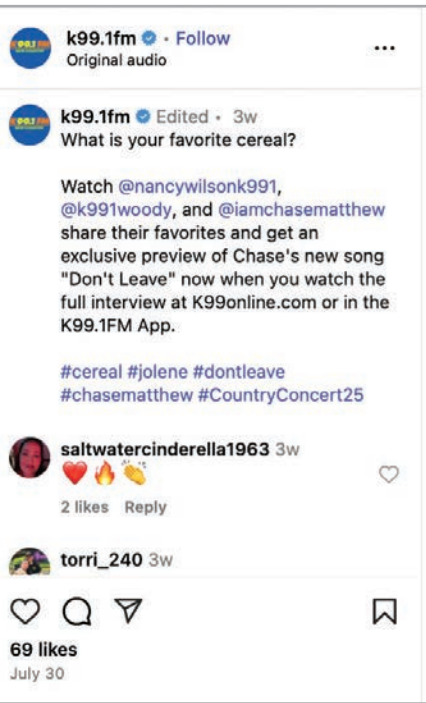 k99.1fm • Follow
Original audio
k99.1fm Edited • 3w
What is your favorite cereal?
Watch @nancywilsonk991,
@k991woody, and @iamchasematthew
share their favorites and get an
exclusive preview of Chase's new song
"Don't Leave" now when you watch the
full interview at K99online.com or in the
K99.1FM App.
#cereal #jolene #dontleave
#chasematthew #CountryConcert25
saltwatercinderella1963 3w
❤️🔥👏
2 likes Reply
torri_240 3w
69 likes
July 30